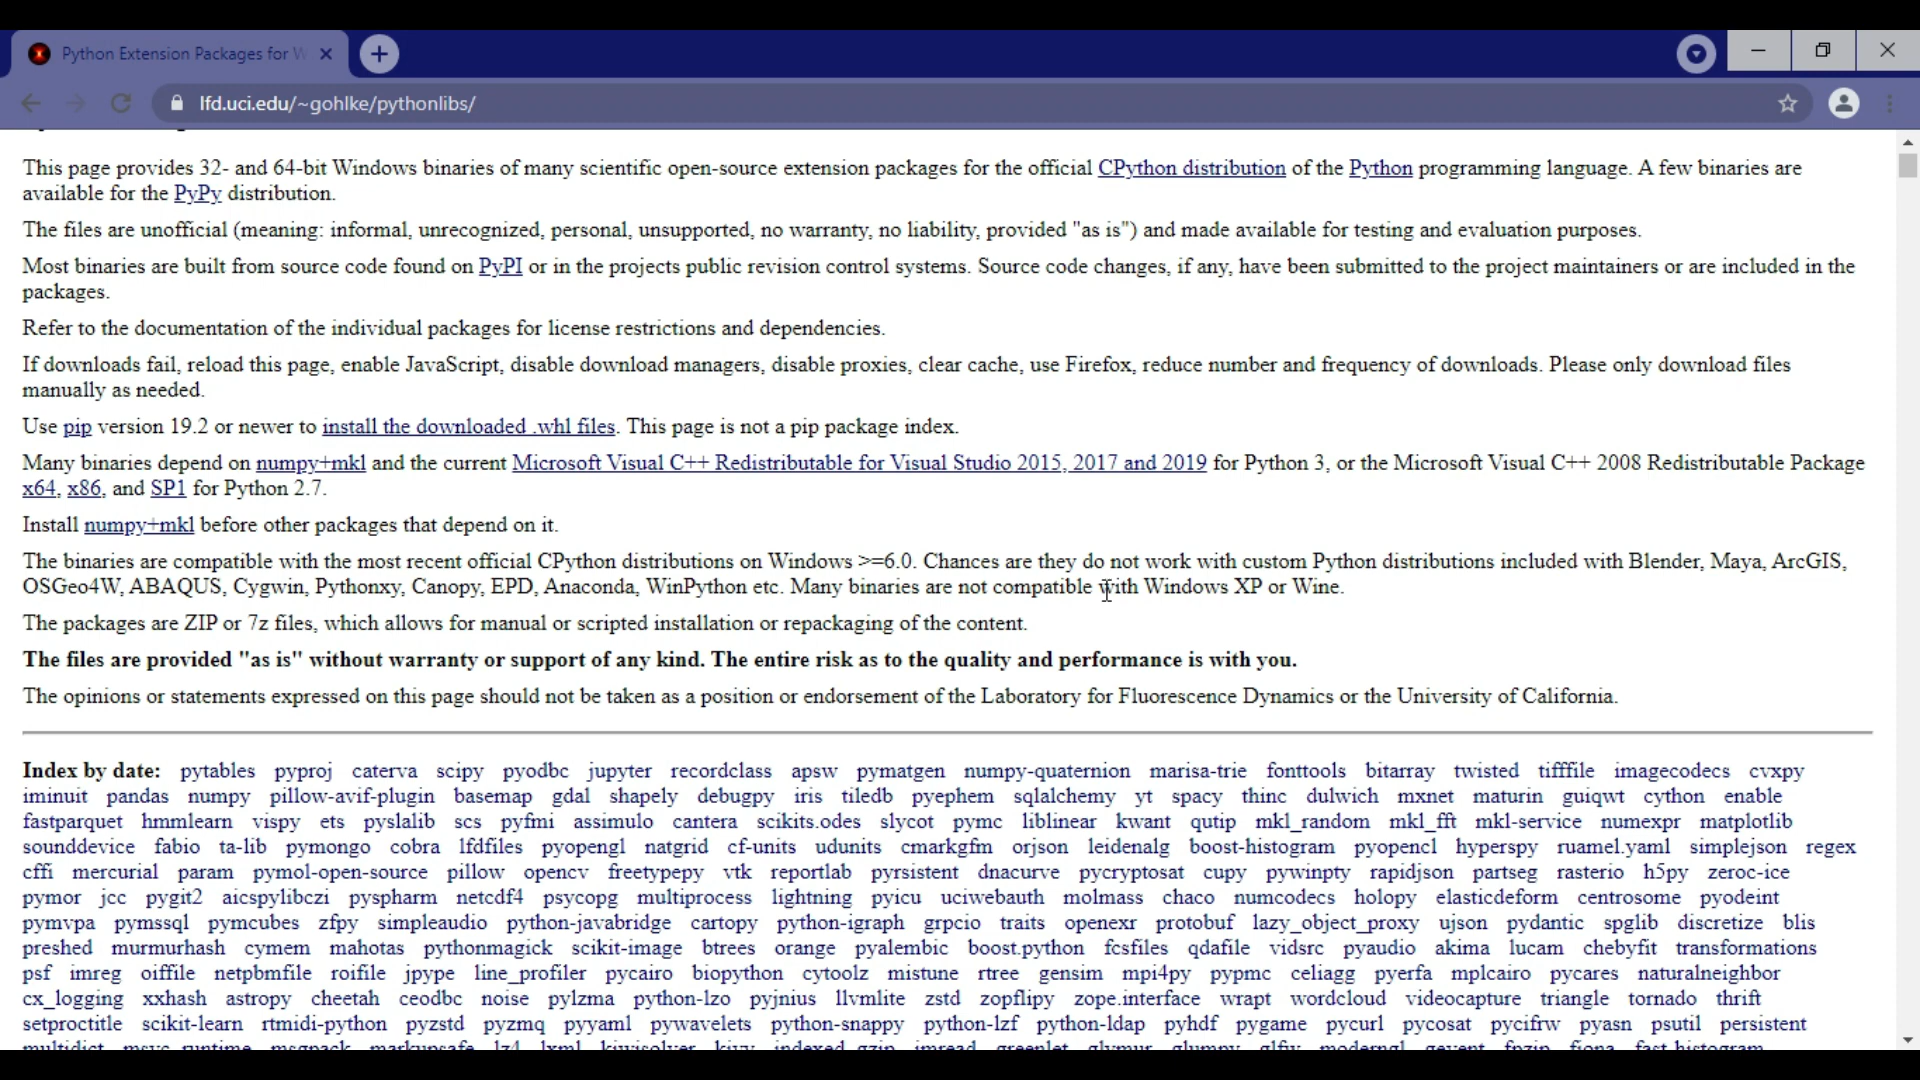 Python Extension Packages for W
lfd.uci.edu/~gohlke/pythonlibs/
This page provides 32- and 64-bit Windows binaries of many scientific open-source extension packages for the official CPython distribution of the Python programming language. A few binaries are
available for the PyPy distribution.
The files are unofficial (meaning: informal, unrecognized, personal, unsupported, no warranty, no liability, provided "as is") and made available for testing and evaluation purposes.
Most binaries are built from source code found on PyPI or in the projects public revision control systems. Source code changes, if any, have been submitted to the project maintainers or are included in the
packages.
Refer to the documentation of the individual packages for license restrictions and dependencies.
If downloads fail, reload this page, enable JavaScript, disable download managers, disable proxies, clear cache, use Firefox, reduce number and frequency of downloads. Please only download files
manually as needed.
Use pip version 19.2 or newer to install the downloaded .whl files. This page is not a pip package index.
Many binaries depend on numpy+mkl and the current Microsoft Visual C++ Redistributable for Visual Studio 2015, 2017 and 2019 for Python 3, or the Microsoft Visual C++ 2008 Redistributable Package
x64, x86, and SP1 for Python 2.7.
Install numpy+mkl before other packages that depend on it.
The binaries are compatible with the most recent official CPython distributions on Windows >=6.0. Chances are they do not work with custom Python distributions included with Blender, Maya, ArcGIS,
OSGeo4W, ABAQUS, Cygwin, Pythonxy, Canopy, EPD, Anaconda, WinPython etc. Many binaries are not compatible with Windows XP or Wine.
The packages are ZIP or 7z files, which allows for manual or scripted installation or repackaging of the content.
The files are provided "as is" without warranty or support of any kind. The entire risk as to the quality and performance is with you.
The opinions or statements expressed on this page should not be taken as a position or endorsement of the Laboratory for Fluorescence Dynamics or the University of California.
Index by date: pytables pyproj caterva scipy pyodbc jupyter recordclass apsw pymatgen numpy-quaternion marisa-trie fonttools bitarray twisted tifffile imagecodecs cvxpy
iminuit pandas numpy pillow-avif-plugin basemap gdal shapely debugpy iris tiledb pyephem sqlalchemy yt spacy thinc dulwich mxnet maturin guiqwt cython enable
fastparquet hmmlearn vispy ets pyslalib scs pyfmi assimulo cantera scikits.odes slycot pymc liblinear kwant qutip mkl_random mkl_fft mkl-service numexpr matplotlib
sounddevice fabio ta-lib pymongo cobra lfdfiles pyopengl natgrid cf-units udunits cmarkgfm orjson leidenalg boost-histogram pyopencl hyperspy ruamel.yaml simplejson regex
cffi mercurial param pymol-open-source pillow opencv freetypepy vtk reportlab pyrsistent dnacurve pycryptosat cupy pywinpty rapidjson partseg rasterio h5py zeroc-ice
pymor jcc pygit2 aicspylibczi pyspharm netcdf4 psycopg multiprocess lightning pyicu uciwebauth molmass chaco numcodecs holopy elasticdeform centrosome pyodeint
pymvpa pymssql pymcubes zfpy simpleaudio python-javabridge cartopy python-igraph grpcio traits openexr protobuf lazy_object_proxy ujson pydantic spglib discretize blis
preshed murmurhash cymem mahotas pythonmagick scikit-image btrees orange pyalembic boost.python fcsfiles qdafile vidsrc pyaudio akima lucam chebyfit transformations
psf imreg oiffile netpbmfile roifile jpype line_profiler pycairo biopython cytoolz mistune rtree gensim mpi4py pypmc celiagg pyerfa mplcairo pycares naturalneighbor
cx_logging xxhash astropy cheetah ceodbc noise pylzma python-lzo pyjnius llvmlite zstd zopflipy zope.interface wrapt wordcloud videocapture triangle tornado thrift
setproctitle scikit-learn rtmidi-python pyzstd pyzmq pyyaml pywavelets python-snappy python-lzf python-ldap pyhdf pygame pycurl pycosat pycifrw pyasn psutil persistent
multidict msvc_runtime msgpack markupsafe lz4 lxml kiwisolver kivy indexed_gzip imread greenlet glymur glumpy glfw moderngl gevent fpzip fiona fast-histogram